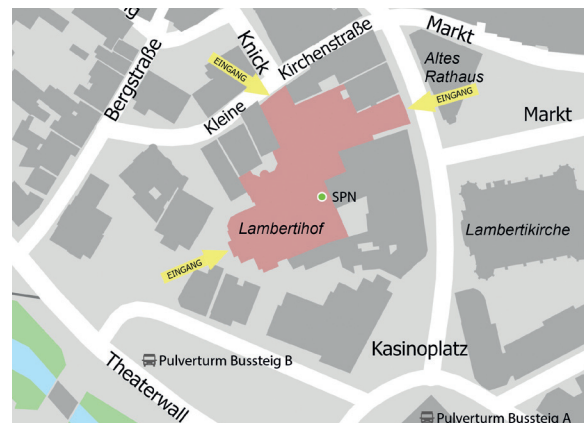 Knick
Markt
Bergstraße
EINGANG
Kirchenstraße
Altes
Rathaus
EINGANG
Kleine
Markt
SPN
Lambertihof
Lambertikirche
EINGANG
Kasinoplatz
Theaterwall
Pulverturm Bussteig B
Pulverturm Bussteig A